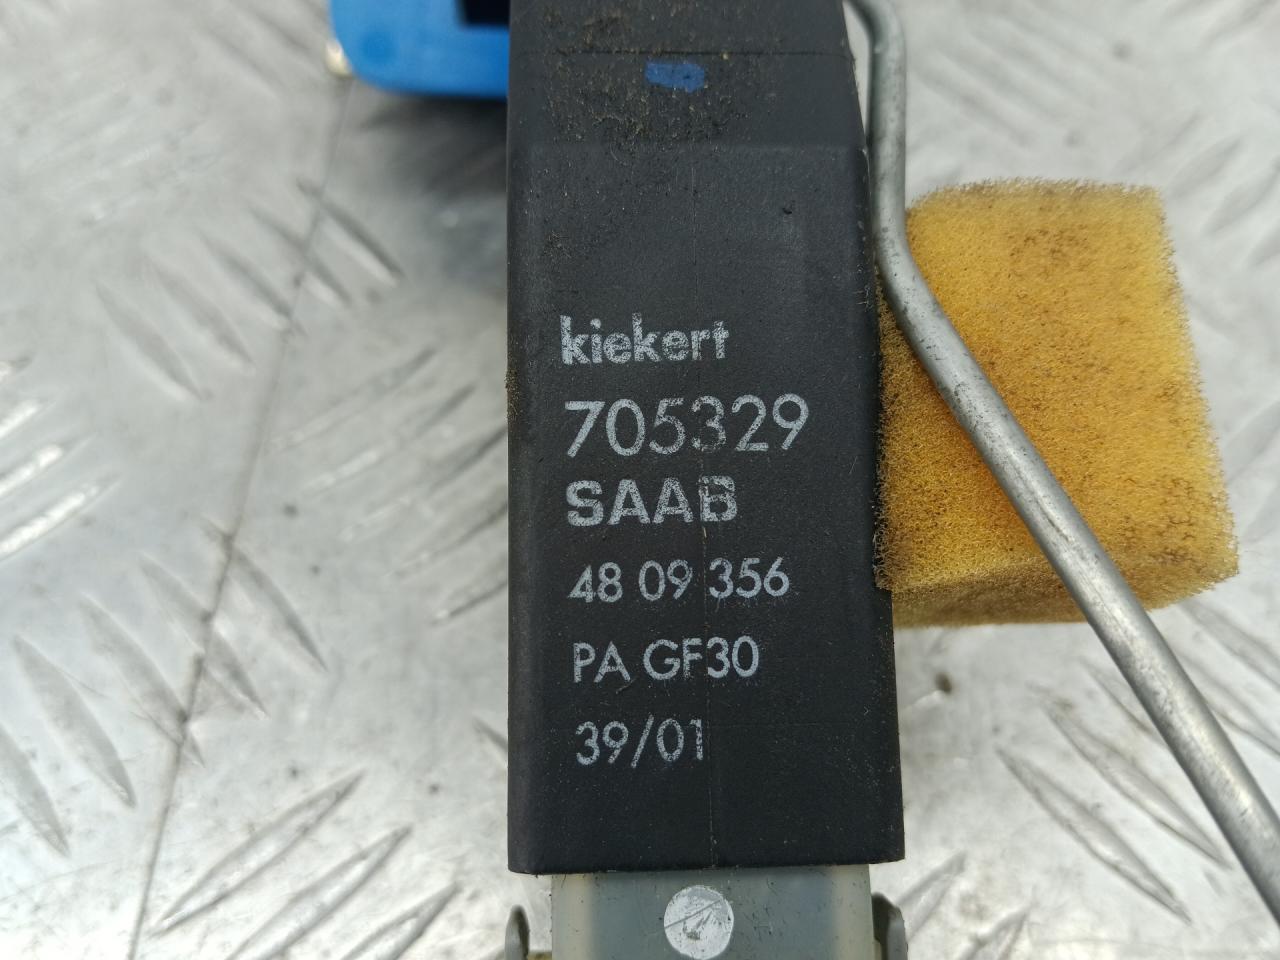 kiekert
705329
SAAB
48 09 356
PA GF30
39/01